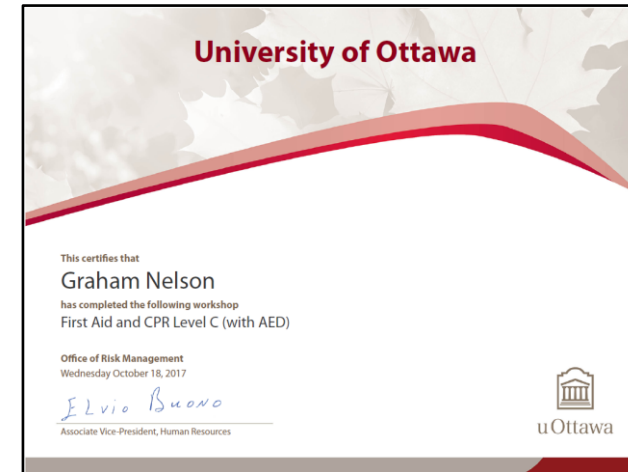 University of Ottawa
This certifies that
Graham Nelson
has completed the following workshop
First Aid and CPR Level C (with AED)
Office of Risk Management
Wednesday October 18, 2017
Elvio Buono
Associate Vice-President, Human Resources
uOttawa